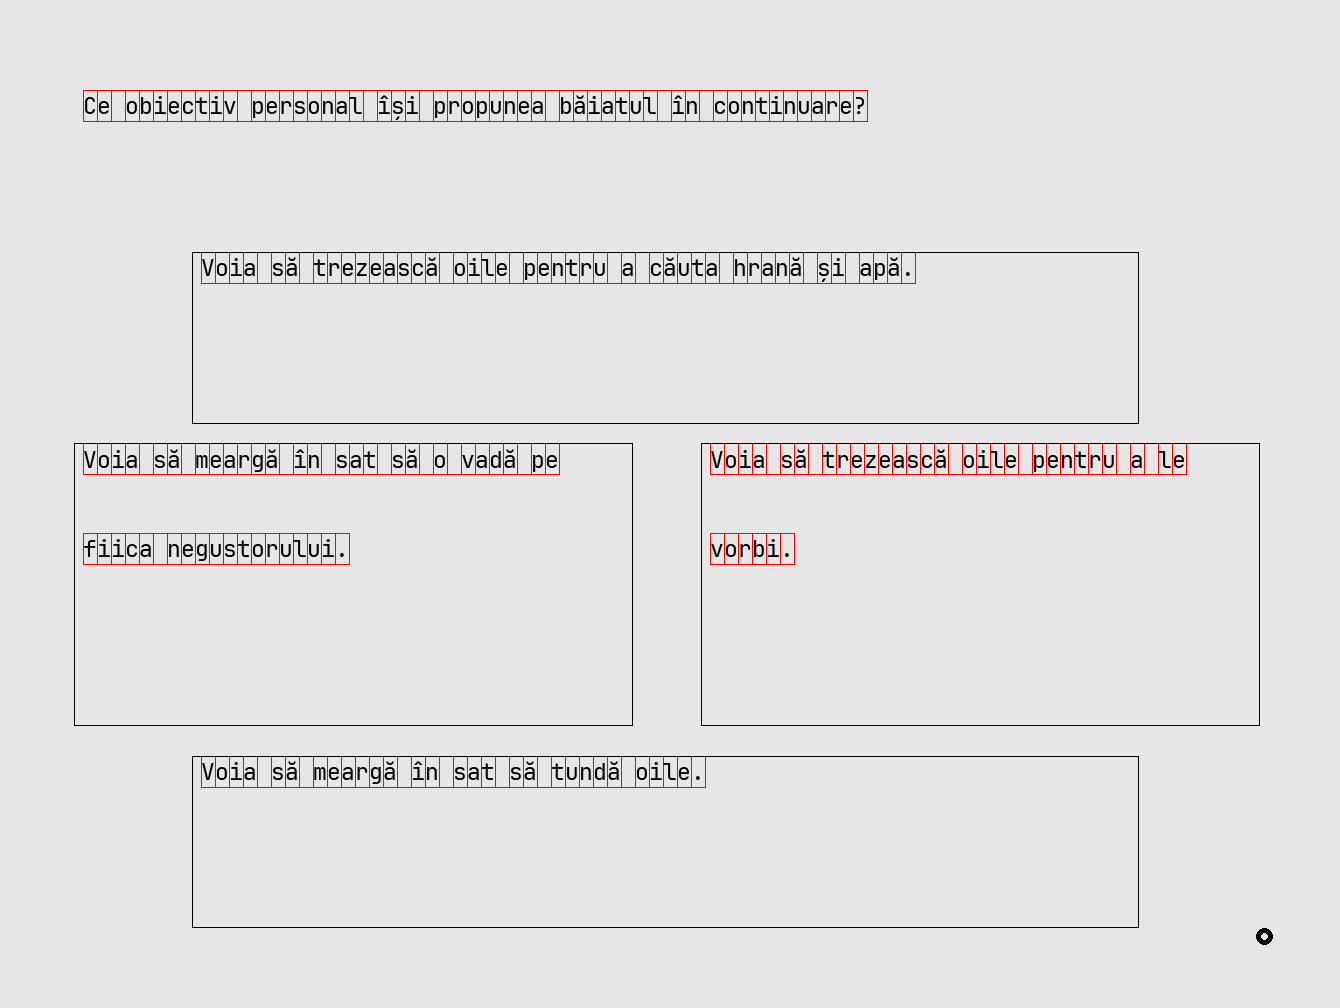 Ce obiectiv personal își propunea băiatul în continuare?
Voia să trezească oile pentru a căuta hrană și apă.
Voia să meargă în sat să o vadă pe
fiica negustorului.
Voia să trezească oile pentru a le
vorbi.
Voia să meargă în sat să tundă oile.